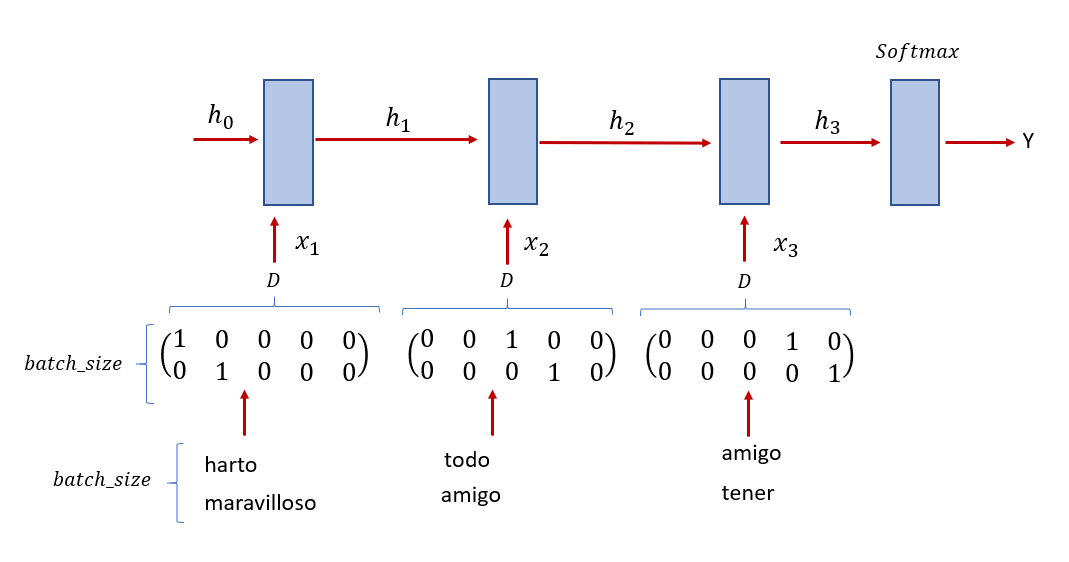 Softmax
h₀ h₁ h₂ h₃ Y
x₁ x₂ x₃
D D D
1 0 0 0 0 0 0 1 0 0 0 0 0 1 0
batch_size
0 1 0 0 0 0 0 0 1 0 0 0 0 0 1
harto todo amigo
batch_size
maravilloso amigo tener